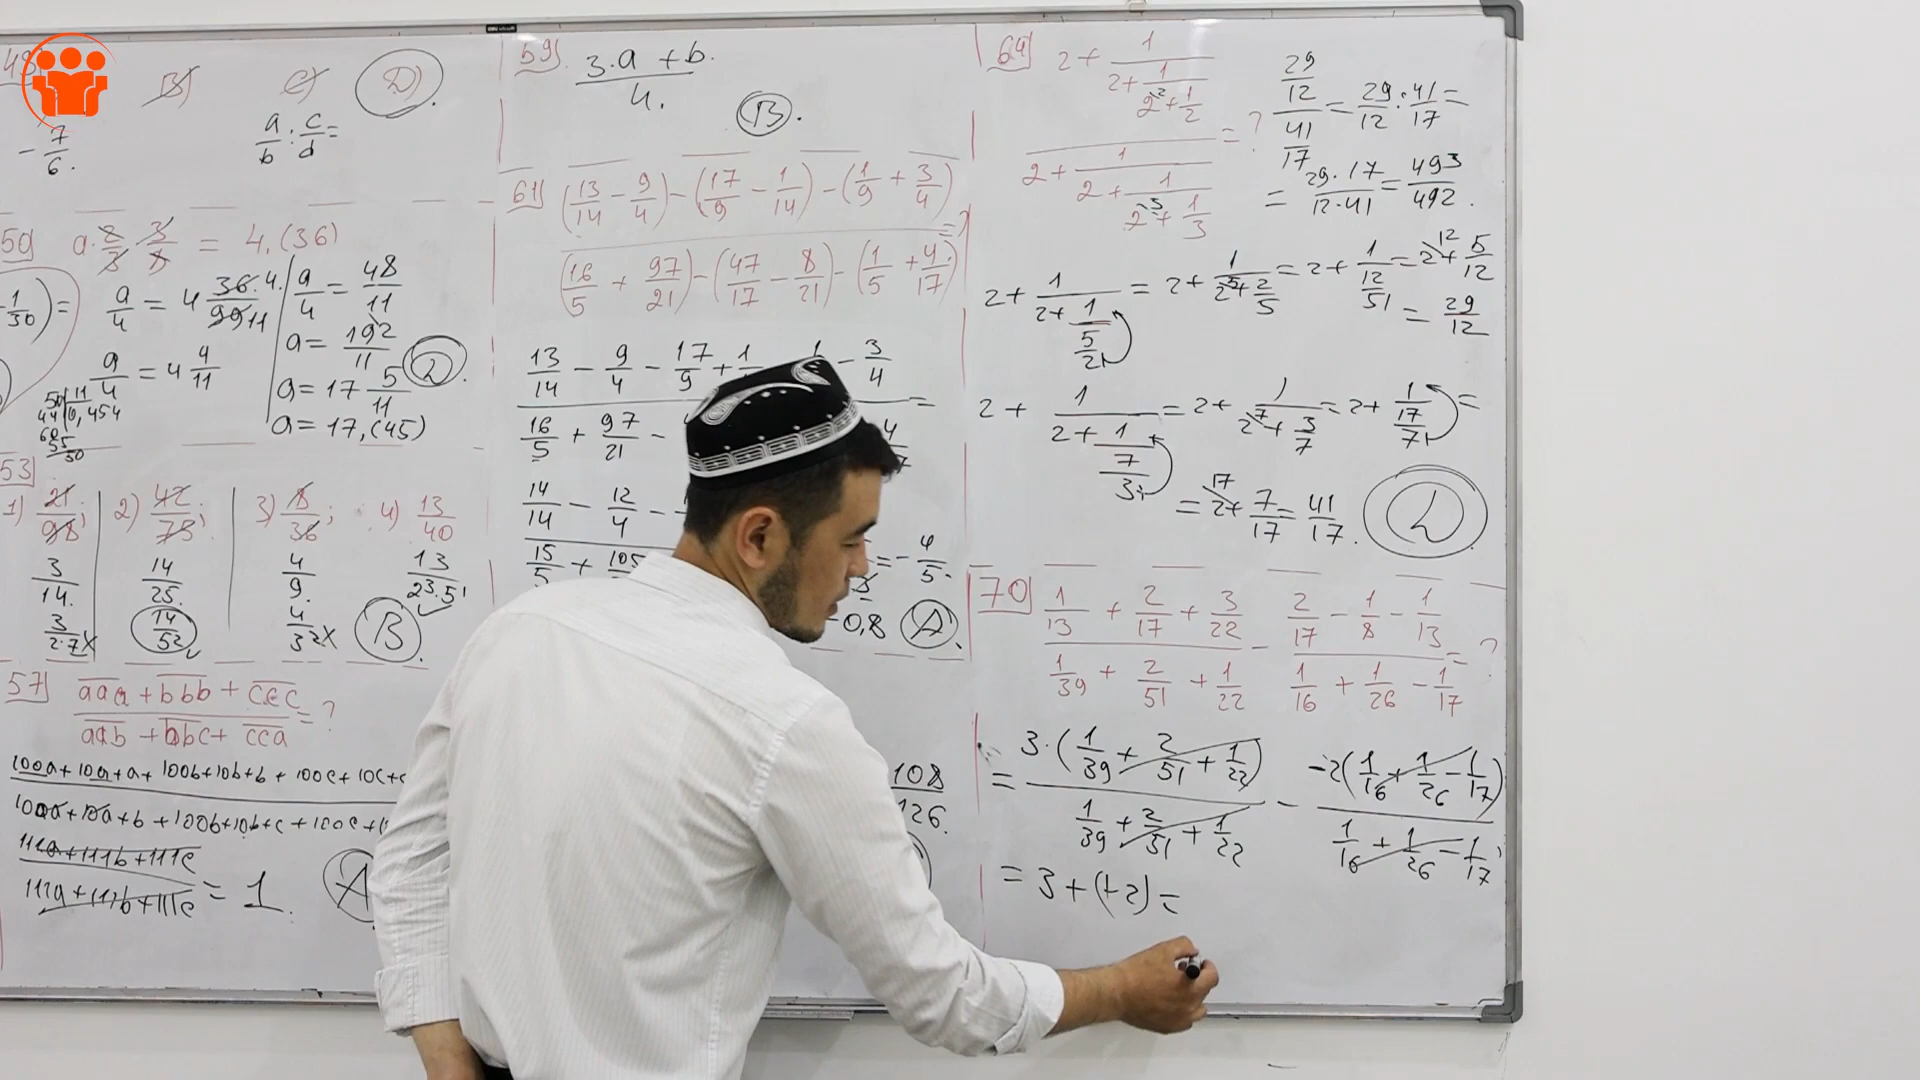 49)
B) C) D)
-7/6. a/b : c/d =
50) a·2/3 · 3/8 = 4,(36)
1/30) = a/4 = 4 36·4/99 11
a/4 = 4 4/11
a/4 = 48/11
a = 192/11
a = 17 5/11
a = 17,(45)
D
50 | 11
44 | 0,454
60
55
50
53)
1) 21/98; 2) 42/75; 3) 8/36; 4) 13/40
3/14. 14/25. 4/9. 13/2³·5¹
3/2·7 x 14/5² 4/3² x B.
57) aaa + bbb + ccc / aab + bbc + cca = ?
100a+10a+a+100b+10b+b+100c+10c+c
100a+10a+b+100b+10b+c+100c+
111a+111b+111c / 111a+111b+111c = 1. A
59) 3·a + b. / 4.
B.
61) (13/14 - 9/4) - (17/9 - 1/14) - (1/9 + 3/4)
(16/5 + 97/21) - (47/17 - 8/21) - (1/5 + 4/17) = ?
13/14 - 9/4 - 17/9 + 1/ - 3/4
16/5 + 97/21 - =
14/14 - 12/4 -
15/5 + 105 = -4/5.
-0,8 A.
108
126.
64) 2 + 1/(2 + 1/(2 + 1/2))
2 + 1/(2 + 1/(2 + 1/3)) = ?
29/12 / 41/17 = 29/12 : 41/17 =
= 29·17/12·41 = 493/492.
2 + 1/(2 + 1/(5/2)) = 2 + 1/(2 + 2/5) = 2 + 1/(12/5) = 2 + 5/12
= 29/12
2 + 1/(2 + 1/(7/3)) = 2 + 1/(2 + 3/7) = 2 + 1/(17/7) =
= 2 + 7/17 = 41/17. D
70) 1/13 + 2/17 + 3/22 / 1/39 + 2/51 + 1/22 - 2/17 - 1/8 - 1/13 / 1/16 + 1/26 - 1/17 = ?
= 3·(1/39 + 2/51 + 1/22) / 1/39 + 2/51 + 1/22 - -2(1/16 + 1/26 - 1/17) / 1/16 + 1/26 - 1/17
= 3 + (+2) =